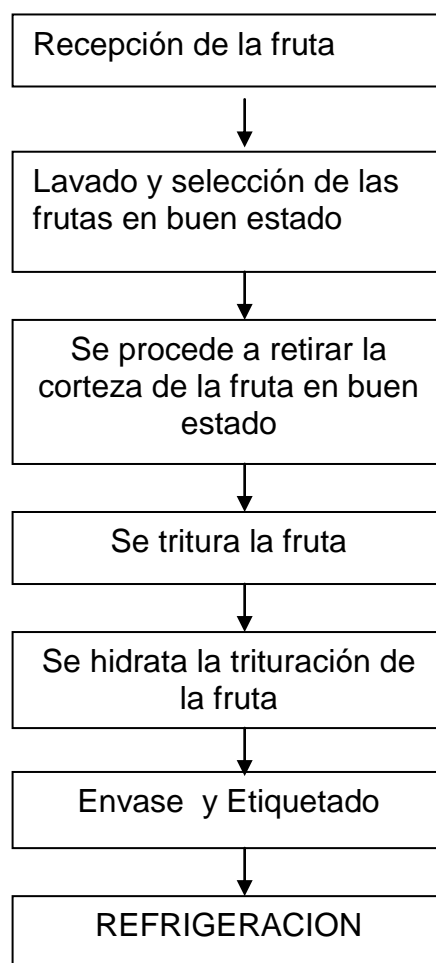 Recepción de la fruta
Lavado y selección de las
frutas en buen estado
Se procede a retirar la
corteza de la fruta en buen
estado
Se tritura la fruta
Se hidrata la trituración de
la fruta
Envase y Etiquetado
REFRIGERACION